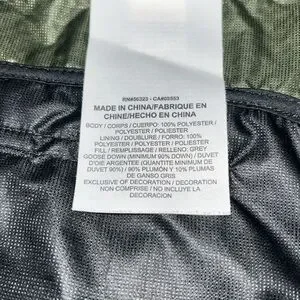 RN#56323 - CA#05553
MADE IN CHINA/FABRIQUE EN
CHINE/HECHO EN CHINA
BODY / CORPS / CUERPO: 100% POLYESTER /
POLYESTER / POLIESTER
LINING / DOUBLURE / FORRO: 100%
POLYESTER / POLYESTER / POLIESTER
FILL / REMPLISSAGE / RELLENO: GREY
GOOSE DOWN (MINIMUM 90% DOWN) / DUVET
D'OIE ARGENTEE (QUANTITE MINIMUM DE
DUVET 90%) / 90% PLUMÓN Y 10% PLUMAS
DE GANSO GRIS
EXCLUSIVE OF DECORATION / DECORATION
NON COMPRISE / NO INCLUYE LA
DECORACION